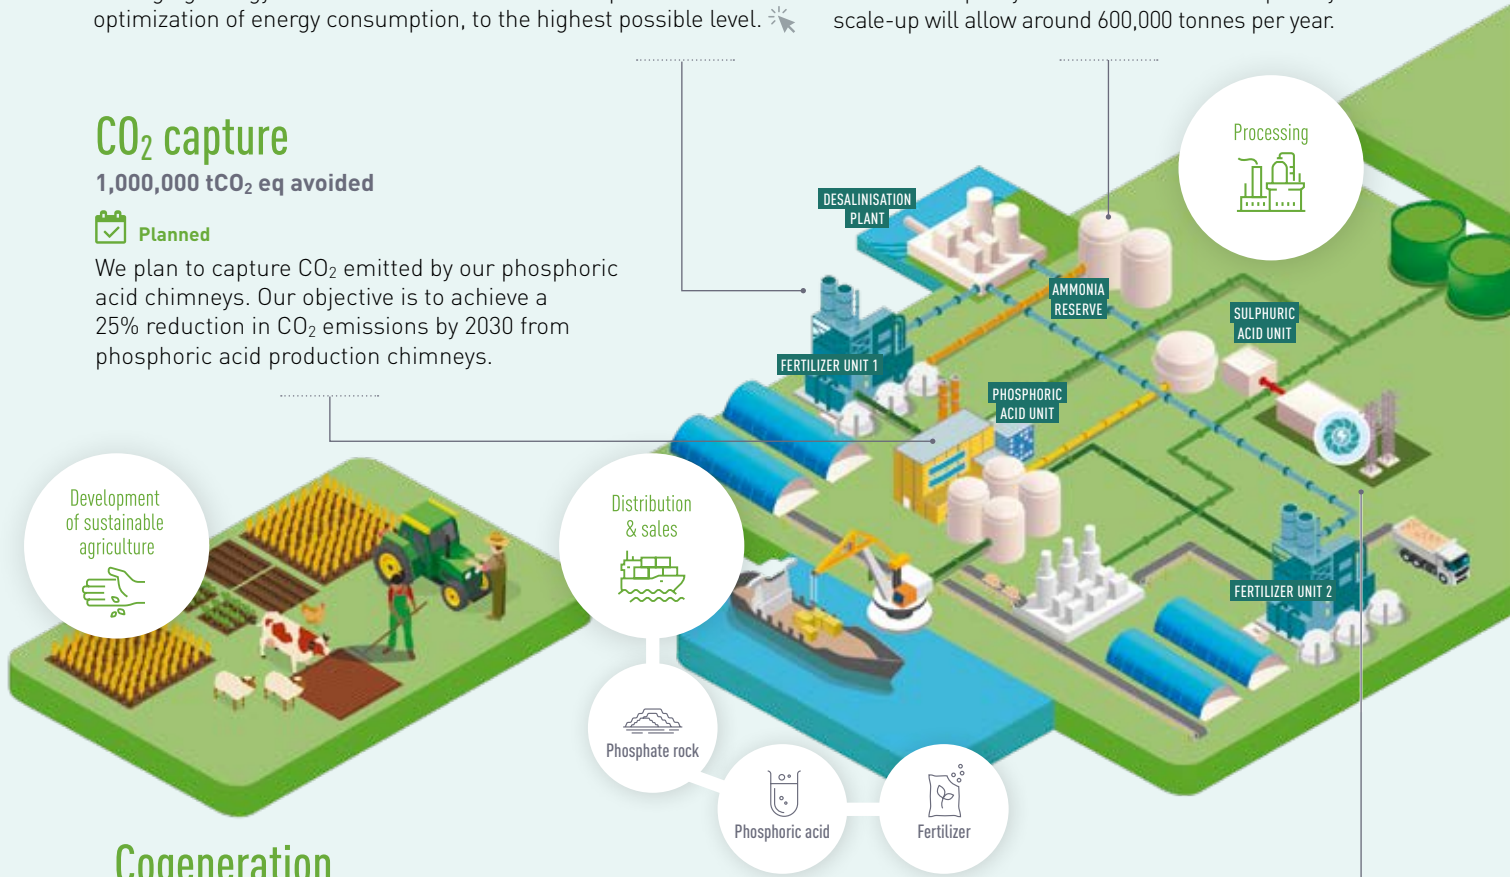 optimization of energy consumption, to the highest possible level.
scale-up will allow around 600,000 tonnes per year.
CO₂ capture
1,000,000 tCO₂ eq avoided
Planned
We plan to capture CO₂ emitted by our phosphoric
acid chimneys. Our objective is to achieve a
25% reduction in CO₂ emissions by 2030 from
phosphoric acid production chimneys.
Processing
DESALINISATION
PLANT
AMMONIA
RESERVE
SULPHURIC
ACID UNIT
FERTILIZER UNIT 1
PHOSPHORIC
ACID UNIT
Development
of sustainable
agriculture
Distribution
& sales
FERTILIZER UNIT 2
Phosphate rock
Phosphoric acid
Fertilizer
Cogeneration